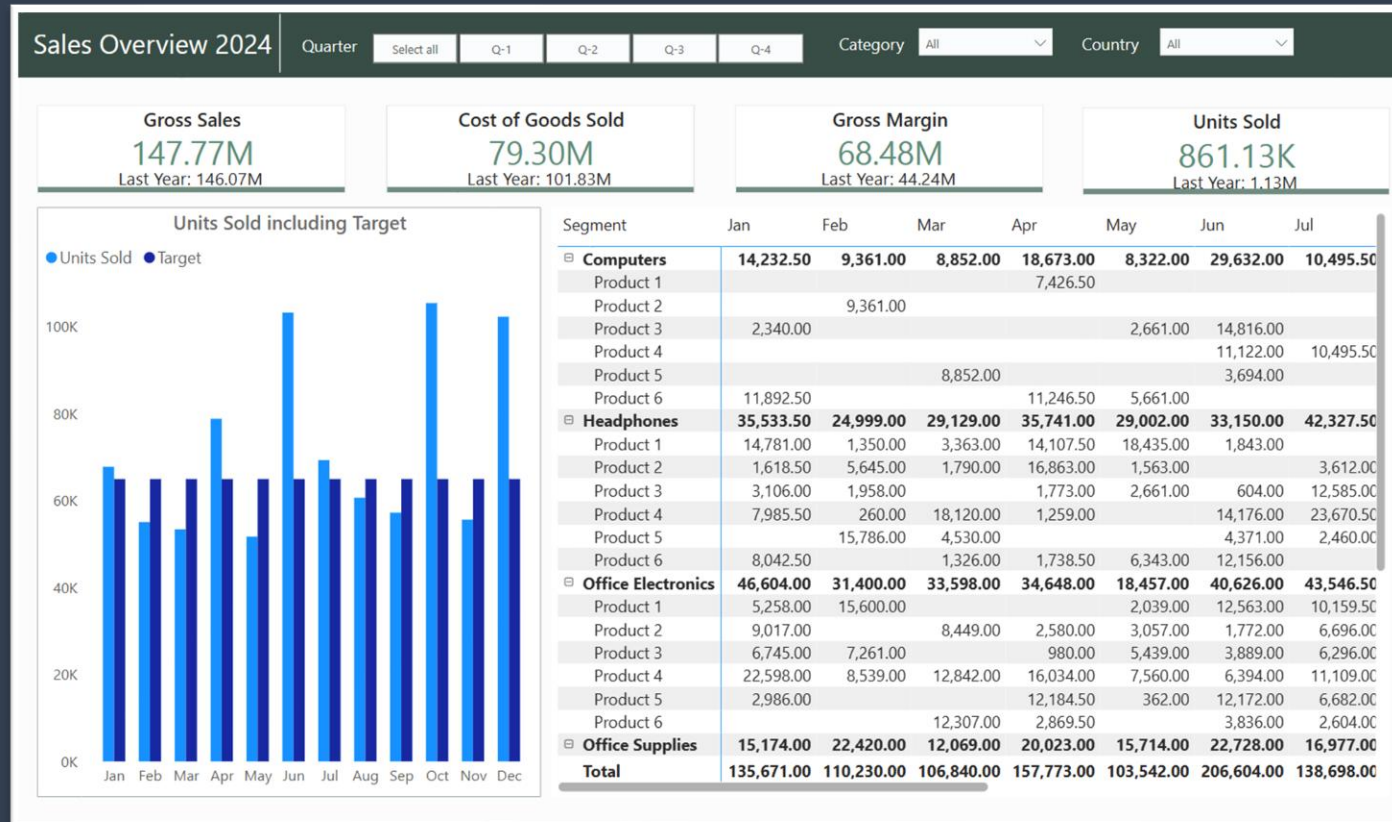 Sales Overview 2024 Quarter Select all Q-1 Q-2 Q-3 Q-4 Category All Country All
Gross Sales
147.77M
Last Year: 146.07M
Cost of Goods Sold
79.30M
Last Year: 101.83M
Gross Margin
68.48M
Last Year: 44.24M
Units Sold
861.13K
Last Year: 1.13M
Units Sold including Target
Units Sold Target
100K
80K
60K
40K
20K
0K
Jan Feb Mar Apr May Jun Jul Aug Sep Oct Nov Dec
Segment Jan Feb Mar Apr May Jun Jul
Computers 14,232.50 9,361.00 8,852.00 18,673.00 8,322.00 29,632.00 10,495.50
Product 1 7,426.50
Product 2 9,361.00
Product 3 2,340.00 2,661.00 14,816.00
Product 4 11,122.00 10,495.50
Product 5 8,852.00 3,694.00
Product 6 11,892.50 11,246.50 5,661.00
Headphones 35,533.50 24,999.00 29,129.00 35,741.00 29,002.00 33,150.00 42,327.50
Product 1 14,781.00 1,350.00 3,363.00 14,107.50 18,435.00 1,843.00
Product 2 1,618.50 5,645.00 1,790.00 16,863.00 1,563.00 3,612.00
Product 3 3,106.00 1,958.00 1,773.00 2,661.00 604.00 12,585.00
Product 4 7,985.50 260.00 18,120.00 1,259.00 14,176.00 23,670.50
Product 5 15,786.00 4,530.00 4,371.00 2,460.00
Product 6 8,042.50 1,326.00 1,738.50 6,343.00 12,156.00
Office Electronics 46,604.00 31,400.00 33,598.00 34,648.00 18,457.00 40,626.00 43,546.50
Product 1 5,258.00 15,600.00 2,039.00 12,563.00 10,159.50
Product 2 9,017.00 8,449.00 2,580.00 3,057.00 1,772.00 6,696.00
Product 3 6,745.00 7,261.00 980.00 5,439.00 3,889.00 6,296.00
Product 4 22,598.00 8,539.00 12,842.00 16,034.00 7,560.00 6,394.00 11,109.00
Product 5 2,986.00 12,184.50 362.00 12,172.00 6,682.00
Product 6 12,307.00 2,869.50 3,836.00 2,604.00
Office Supplies 15,174.00 22,420.00 12,069.00 20,023.00 15,714.00 22,728.00 16,977.00
Total 135,671.00 110,230.00 106,840.00 157,773.00 103,542.00 206,604.00 138,698.00